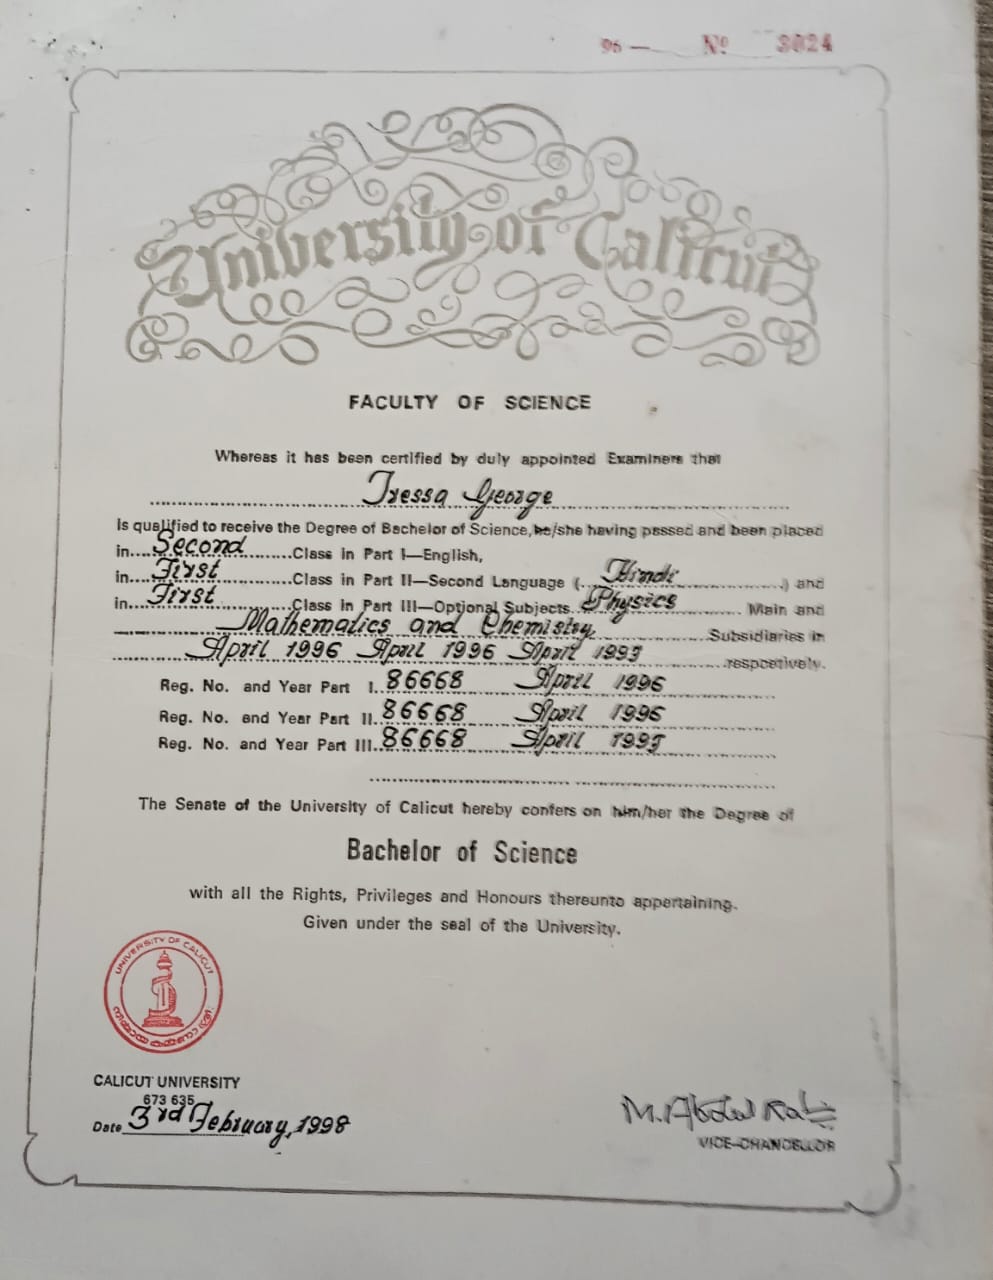 96 — Nº 3024
University of Calicut
FACULTY OF SCIENCE
Whereas it has been certified by duly appointed Examiners that
Tressa George
is qualified to receive the Degree of Bachelor of Science, he/she having passed and been placed
in....Second..........Class in Part I—English,
in....First..........Class in Part II—Second Language (...Hindi...) and
in....First..........Class in Part III—Optional Subjects...Physics... Main and
Mathematics and Chemistry Subsidiaries in
April 1996 April 1996 April 1995 respectively.
Reg. No. and Year Part I. 86668 April 1996
Reg. No. and Year Part II. 86668 April 1996
Reg. No. and Year Part III. 86668 April 1995
The Senate of the University of Calicut hereby confers on him/her the Degree of
Bachelor of Science
with all the Rights, Privileges and Honours thereunto appertaining.
Given under the seal of the University.
UNIVERSITY OF CALICUT
CALICUT UNIVERSITY
673 635
Date 3rd February, 1998
M. Abdul
VICE-CHANCELLOR